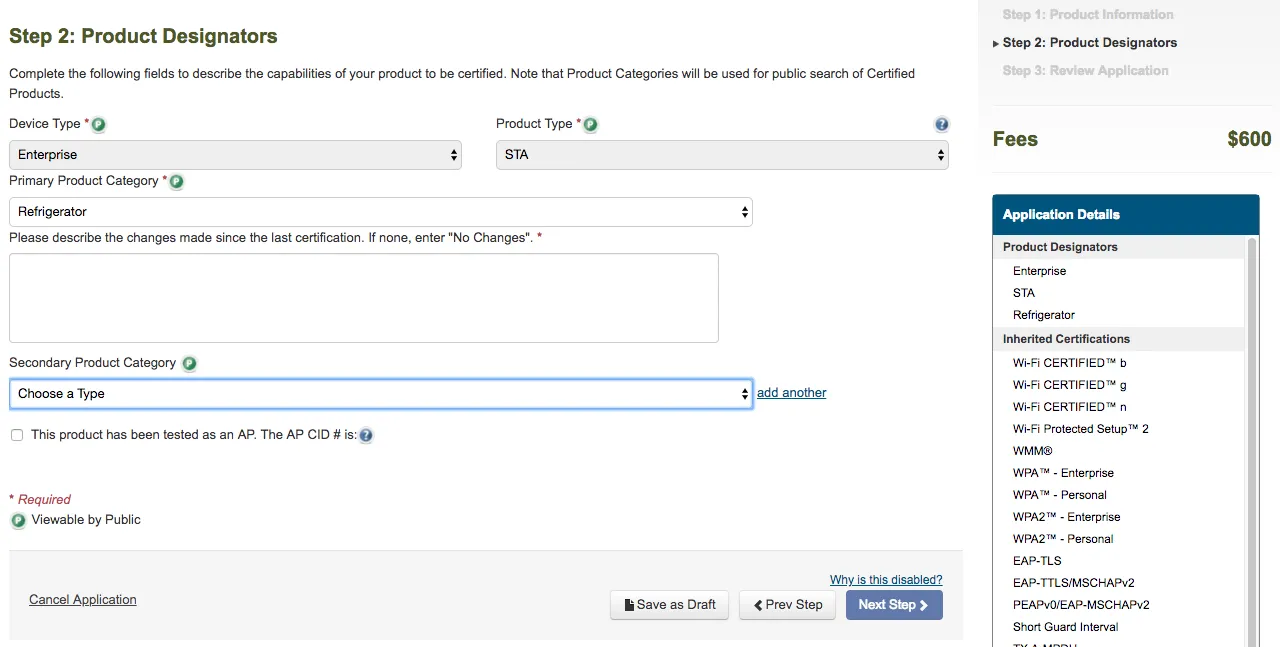 Step 2: Product Designators
Complete the following fields to describe the capabilities of your product to be certified. Note that Product Categories will be used for public search of Certified
Products.
Device Type * P
Product Type * P ?
Enterprise
STA
Primary Product Category * P
Refrigerator
Please describe the changes made since the last certification. If none, enter "No Changes". *
Secondary Product Category P
Choose a Type
add another
This product has been tested as an AP. The AP CID # is: ?
* Required
P Viewable by Public
Why is this disabled?
Cancel Application
Save as Draft
Prev Step
Next Step
Step 1: Product Information
Step 2: Product Designators
Step 3: Review Application
Fees $600
Application Details
Product Designators
Enterprise
STA
Refrigerator
Inherited Certifications
Wi-Fi CERTIFIED™ b
Wi-Fi CERTIFIED™ g
Wi-Fi CERTIFIED™ n
Wi-Fi Protected Setup™ 2
WMM®
WPA™ - Enterprise
WPA™ - Personal
WPA2™ - Enterprise
WPA2™ - Personal
EAP-TLS
EAP-TTLS/MSCHAPv2
PEAPv0/EAP-MSCHAPv2
Short Guard Interval